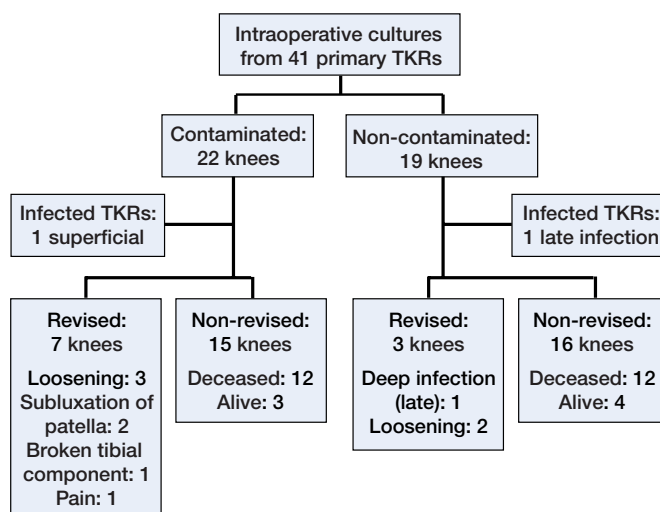 Intraoperative cultures
from 41 primary TKRs
Contaminated:
22 knees
Non-contaminated:
19 knees
Infected TKRs:
1 superficial
Infected TKRs:
1 late infection
Revised:
7 knees
Loosening: 3
Subluxation of
patella: 2
Broken tibial
component: 1
Pain: 1
Non-revised:
15 knees
Deceased: 12
Alive: 3
Revised:
3 knees
Deep infection
(late): 1
Loosening: 2
Non-revised:
16 knees
Deceased: 12
Alive: 4